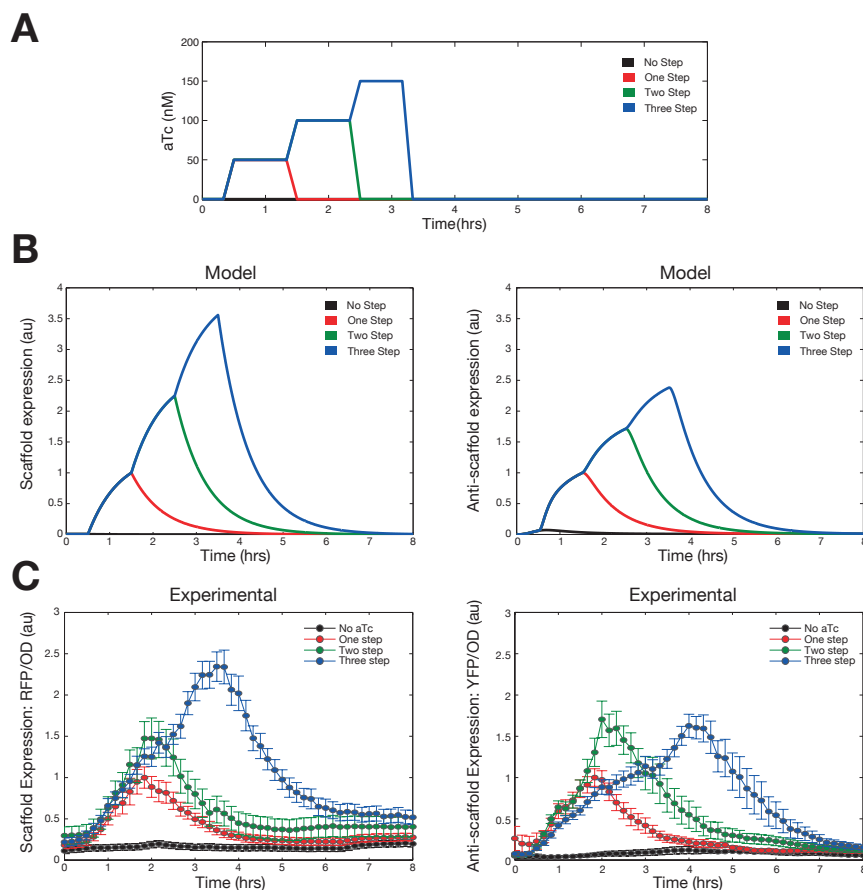 A
200
150
100
50
0
aTc (nM)
No Step
One Step
Two Step
Three Step
0 1 2 3 4 5 6 7 8
Time(hrs)
B
Model
4
3.5
3
2.5
2
1.5
1
0.5
0
Scaffold expression (au)
No Step
One Step
Two Step
Three Step
0 1 2 3 4 5 6 7 8
Time (hrs)
Model
4
3.5
3
2.5
2
1.5
1
0.5
0
Anti-scaffold expression (au)
No Step
One Step
Two Step
Three Step
0 1 2 3 4 5 6 7 8
Time (hrs)
C
Experimental
3
2.5
2
1.5
1
0.5
0
Scaffold Expression: RFP/OD (au)
No aTc
One step
Two step
Three step
0 1 2 3 4 5 6 7 8
Time (hrs)
Experimental
3
2.5
2
1.5
1
0.5
0
Anti-scaffold Expression: YFP/OD (au)
No aTc
One step
Two step
Three step
0 1 2 3 4 5 6 7 8
Time (hrs)